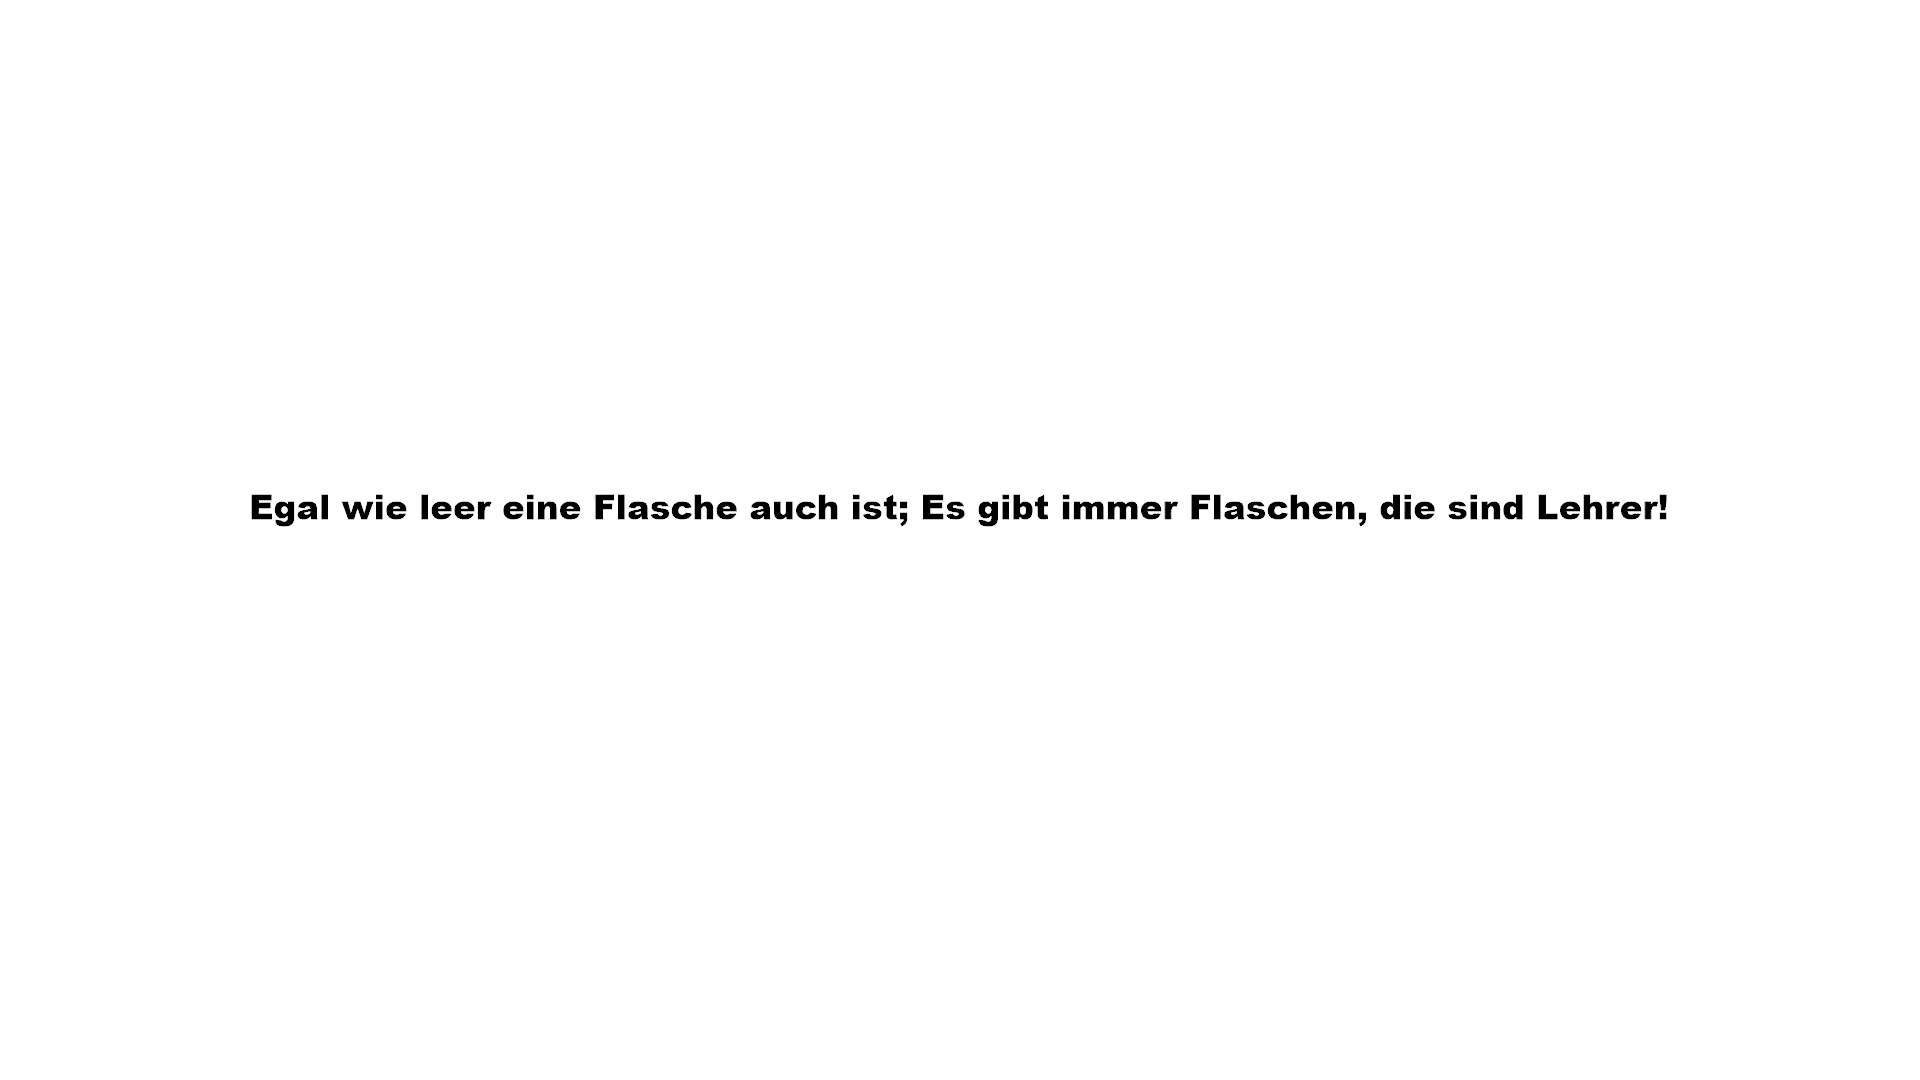 Egal wie leer eine Flasche auch ist; Es gibt immer Flaschen, die sind Lehrer!